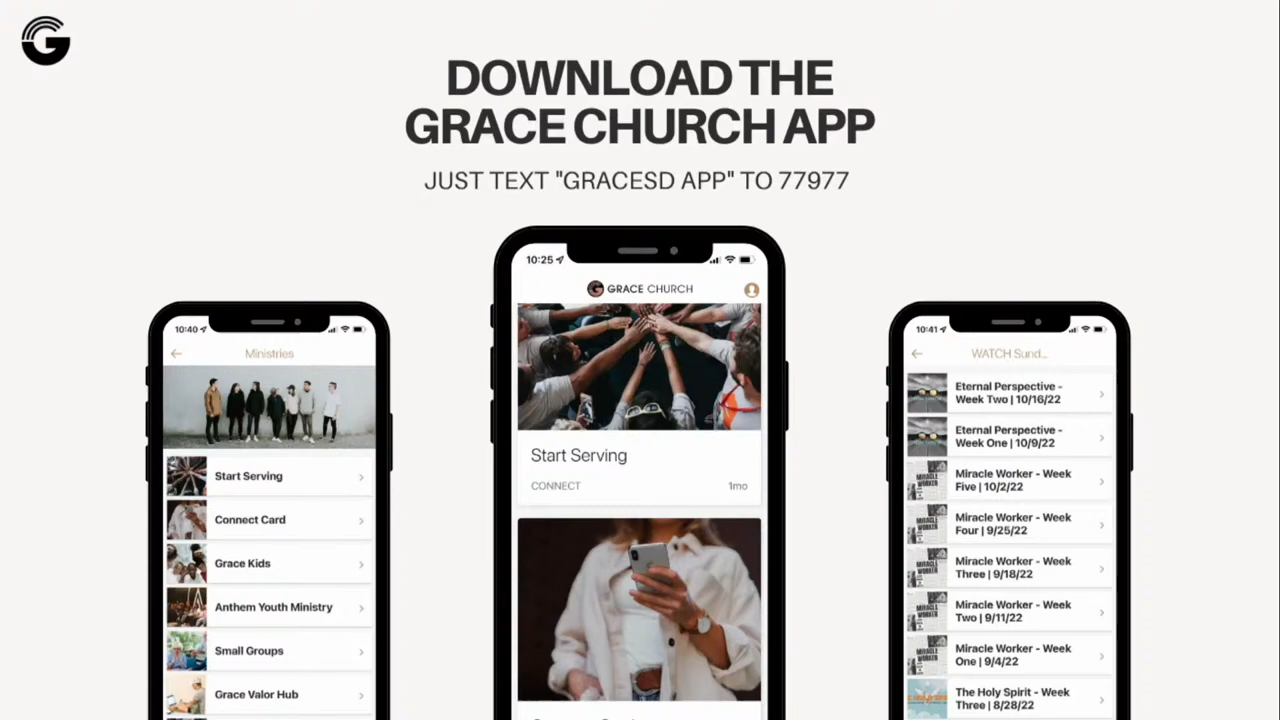 DOWNLOAD THE
GRACE CHURCH APP
JUST TEXT "GRACESD APP" TO 77977
10:40
Ministries
Start Serving
Connect Card
Grace Kids
Anthem Youth Ministry
Small Groups
Grace Valor Hub
10:25
GRACE CHURCH
Start Serving
CONNECT
1mo
10:41
WATCH Sund...
Eternal Perspective -
Week Two | 10/16/22
Eternal Perspective -
Week One | 10/9/22
Miracle Worker - Week
Five | 10/2/22
Miracle Worker - Week
Four | 9/25/22
Miracle Worker - Week
Three | 9/18/22
Miracle Worker - Week
Two | 9/11/22
Miracle Worker - Week
One | 9/4/22
The Holy Spirit - Week
Three | 8/28/22